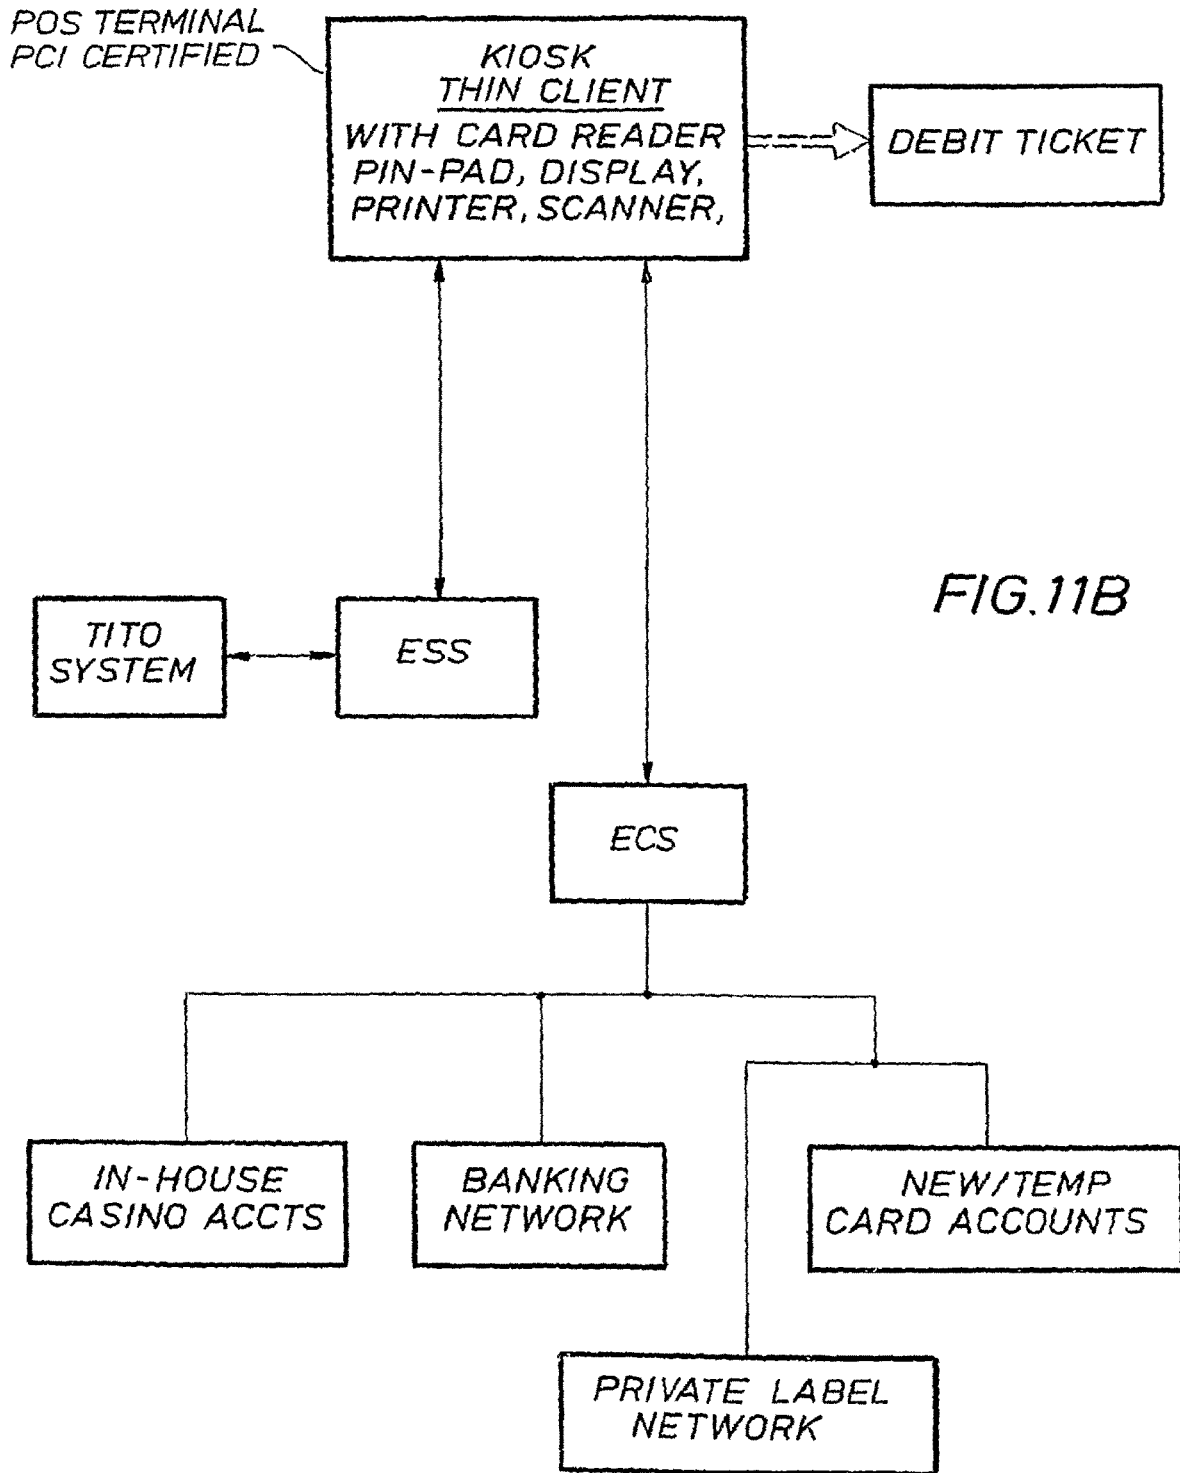 POS TERMINAL
PCI CERTIFIED
KIOSK
THIN CLIENT
WITH CARD READER
PIN-PAD, DISPLAY,
PRINTER, SCANNER,
DEBIT TICKET
TITO
SYSTEM
ESS
FIG.11B
ECS
IN-HOUSE
CASINO ACCTS
BANKING
NETWORK
NEW/TEMP
CARD ACCOUNTS
PRIVATE LABEL
NETWORK